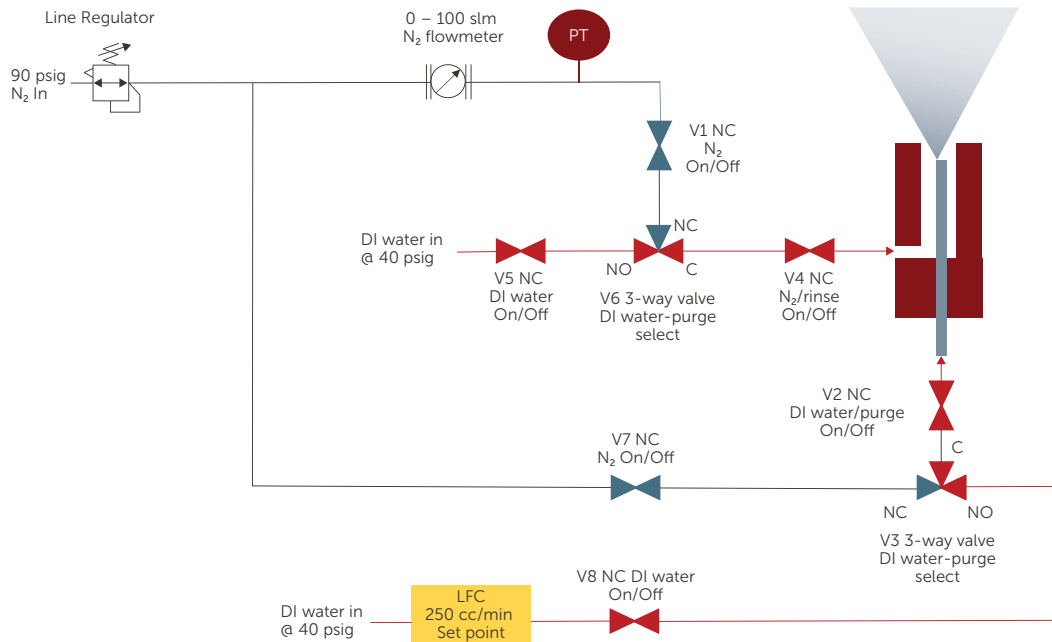 Line Regulator
90 psig
N₂ In
0 – 100 slm
N₂ flowmeter
PT
V1 NC
N₂
On/Off
DI water in
@ 40 psig
NC
NO
C
V5 NC
DI water
On/Off
V6 3-way valve
DI water-purge
select
V4 NC
N₂/rinse
On/Off
V2 NC
DI water/purge
On/Off
C
V7 NC
N₂ On/Off
NC
NO
V3 3-way valve
DI water-purge
select
DI water in
@ 40 psig
LFC
250 cc/min
Set point
V8 NC DI water
On/Off